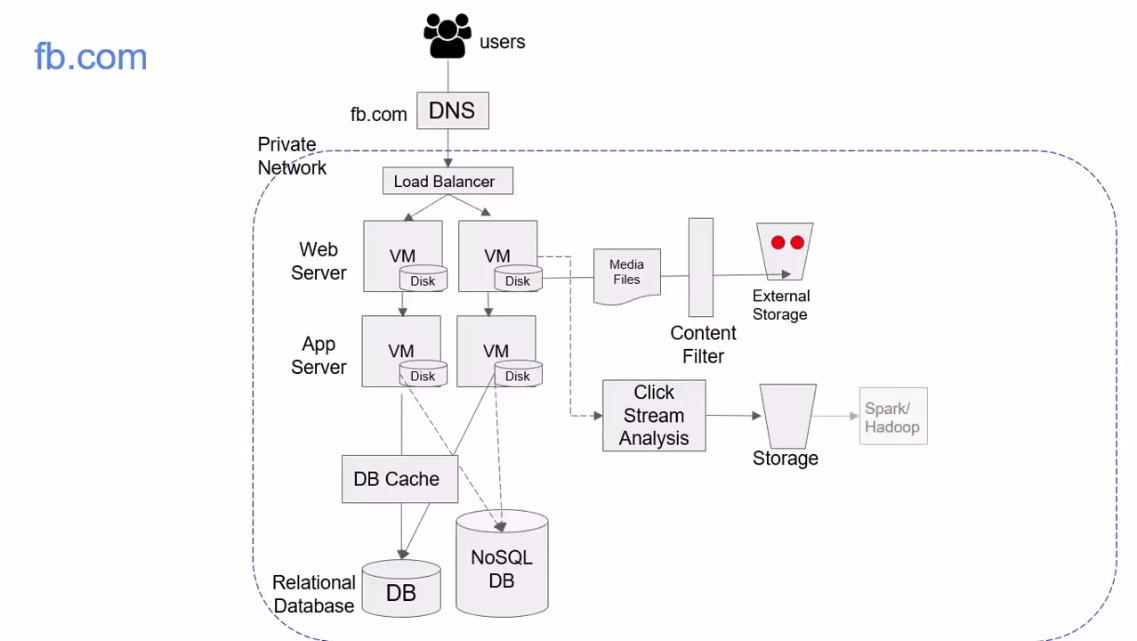 fb.com
users
fb.com
DNS
Private
Network
Load Balancer
Web
Server
VM
Disk
VM
Disk
Media
Files
Content
Filter
External
Storage
App
Server
VM
Disk
VM
Disk
Click
Stream
Analysis
Storage
Spark/
Hadoop
DB Cache
Relational
Database
DB
NoSQL
DB